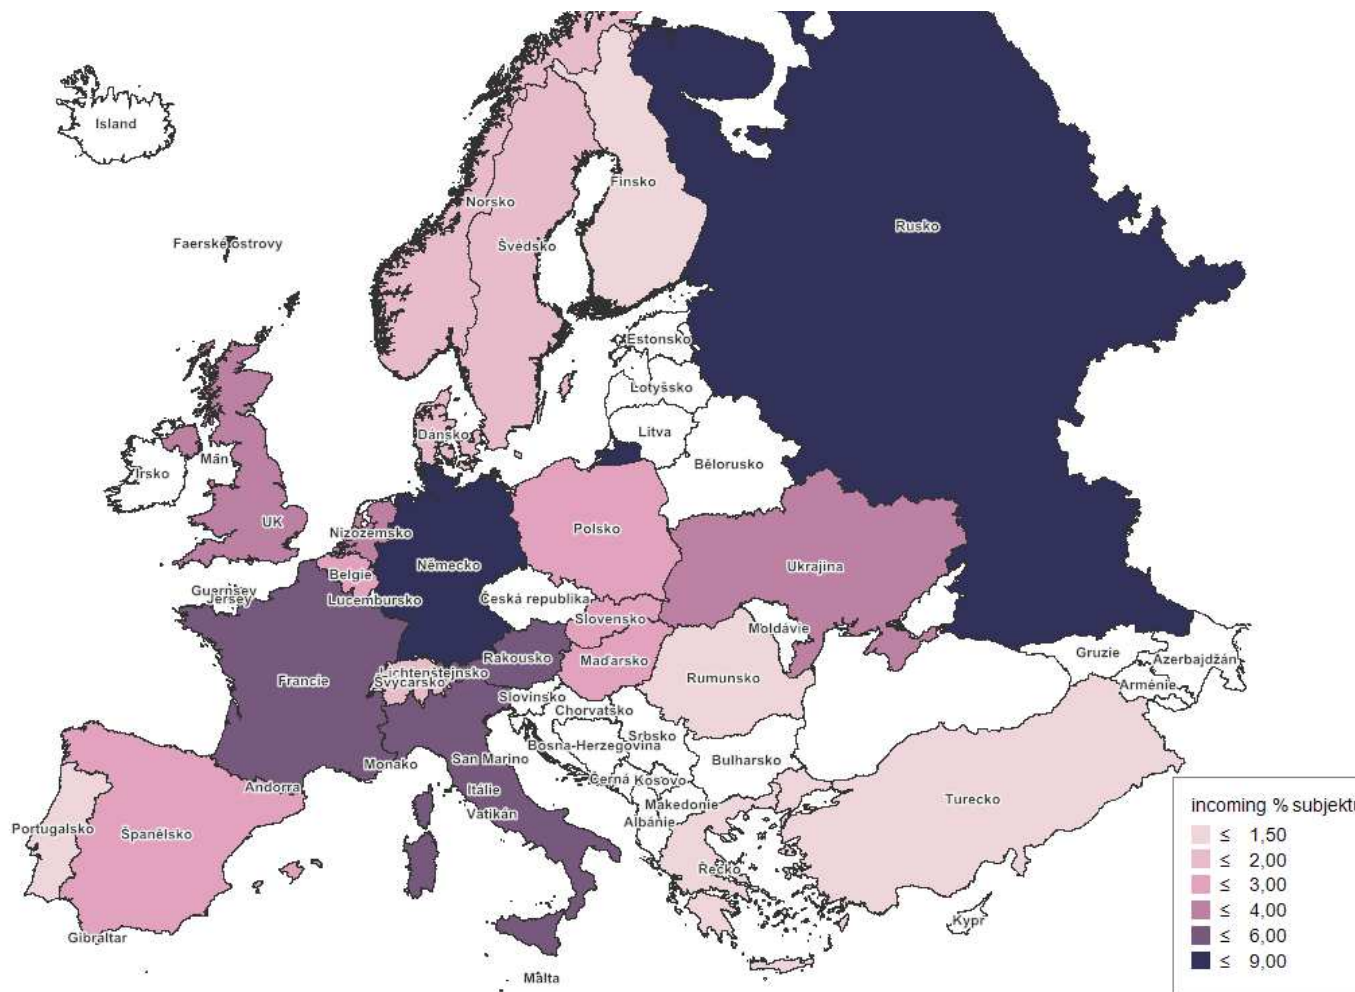 Island
Finsko
Norsko
Rusko
Faerské ostrovy
Švédsko
Estonsko
Lotyšsko
Litva
Dánsko
Man
Irsko
Bělorusko
UK
Nizozemsko
Polsko
Německo
Ukrajina
Belgie
Guernsey
Jersey
Lucembursko
Česká republika
Slovensko
Moldávie
Rakousko
Maďarsko
Gruzie
Azerbajdžán
Lichtenštejnsko
Švýcarsko
Francie
Rumunsko
Arménie
Slovinsko
Chorvatsko
Srbsko
Bosna-Herzegovina
San Marino
Monako
Bulharsko
Černá
Kosovo
Andorra
Itálie
Makedonie
Turecko
Vatikán
Albánie
Portugalsko
Španělsko
Řecko
Kypr
Gibraltar
Malta
incoming % subjektů
≤ 1,50
≤ 2,00
≤ 3,00
≤ 4,00
≤ 6,00
≤ 9,00